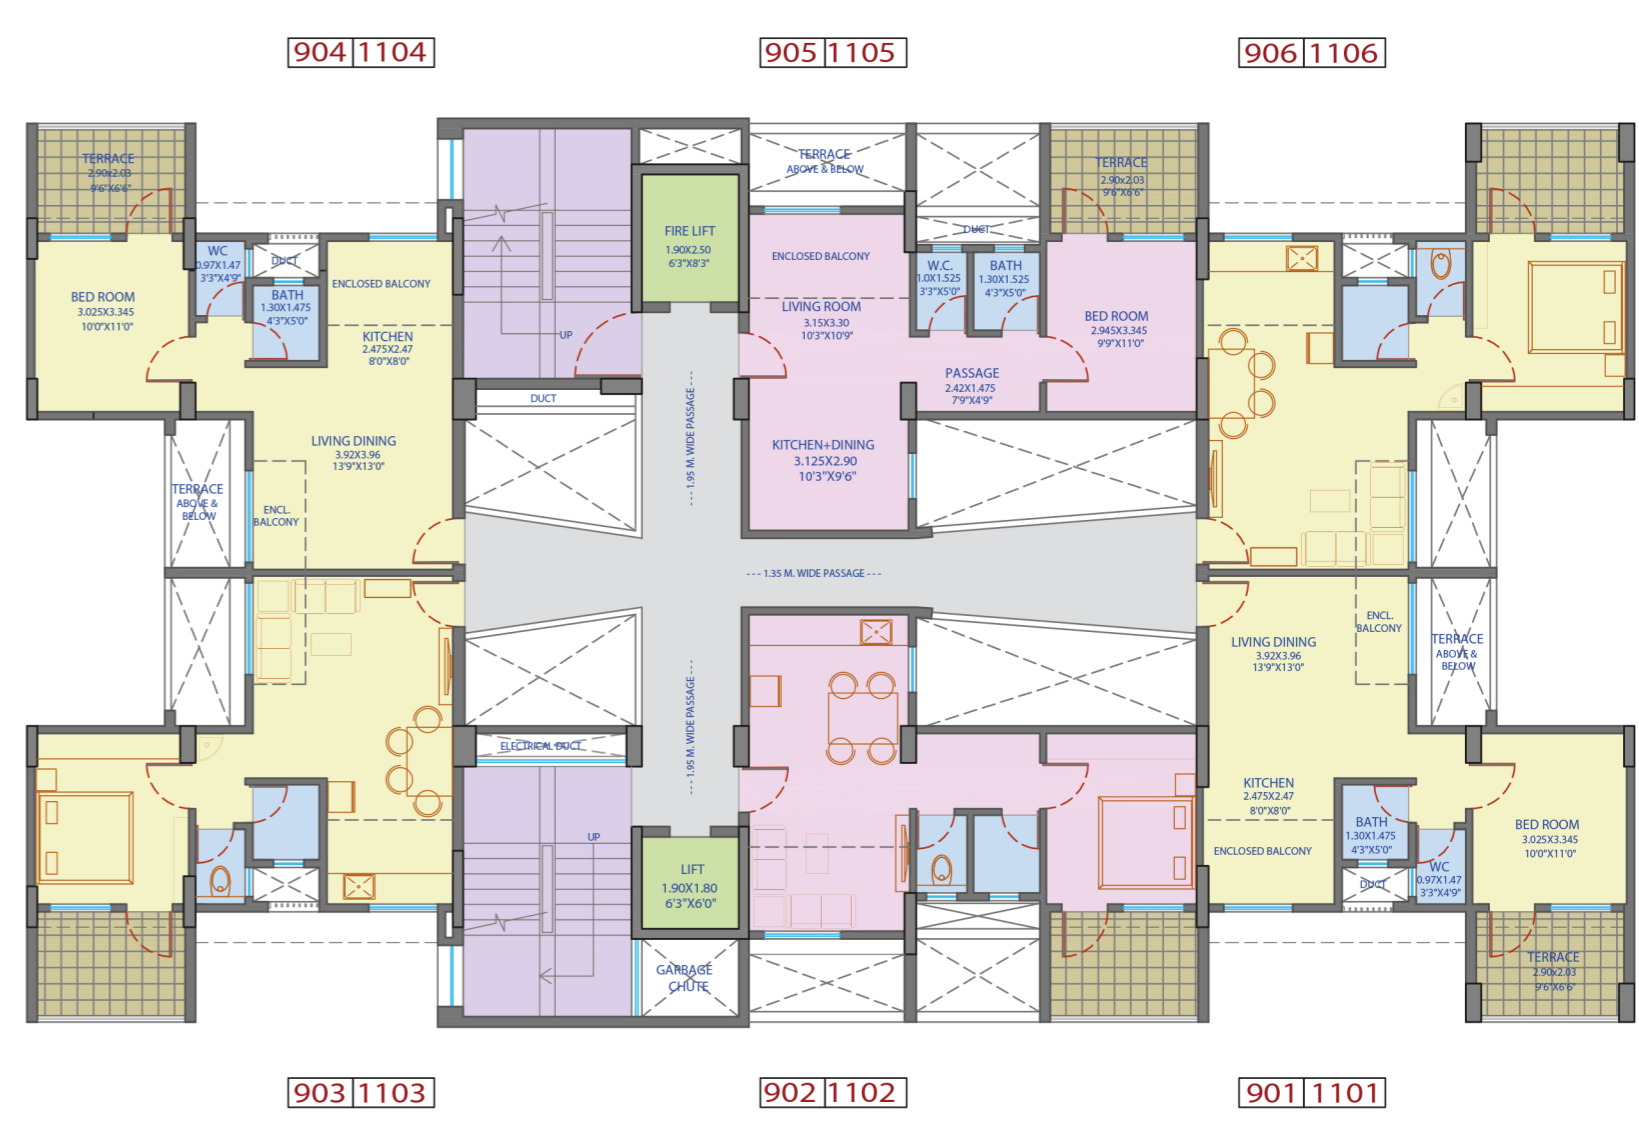 904 1104
905 1105
906 1106
TERRACE
2.90x2.03
9'6"X6'6"
WC
0.97X1.47
3'3"X4'9"
DUCT
BATH
1.30X1.475
4'3"X5'0"
ENCLOSED BALCONY
KITCHEN
2.475X2.47
8'0"X8'0"
BED ROOM
3.025X3.345
10'0"X11'0"
LIVING DINING
3.92X3.96
13'9"X13'0"
ENCL.
BALCONY
TERRACE
ABOVE &
BELOW
UP
DUCT
FIRE LIFT
1.90X2.50
6'3"X8'3"
--- 1.95 M. WIDE PASSAGE ---
TERRACE
ABOVE & BELOW
ENCLOSED BALCONY
LIVING ROOM
3.15X3.30
10'3"X10'9"
DUCT
W.C.
1.0X1.525
3'3"X5'0"
BATH
1.30X1.525
4'3"X5'0"
TERRACE
2.90x2.03
9'6"X6'6"
BED ROOM
2.945X3.345
9'9"X11'0"
PASSAGE
2.42X1.475
7'9"X4'9"
KITCHEN+DINING
3.125X2.90
10'3"X9'6"
--- 1.35 M. WIDE PASSAGE ---
--- 1.95 M. WIDE PASSAGE ---
ELECTRICAL DUCT
UP
LIFT
1.90X1.80
6'3"X6'0"
GARBAGE
CHUTE
LIVING DINING
3.92X3.96
13'9"X13'0"
ENCL.
BALCONY
TERRACE
ABOVE &
BELOW
KITCHEN
2.475X2.47
8'0"X8'0"
ENCLOSED BALCONY
BATH
1.30X1.475
4'3"X5'0"
DUCT
WC
0.97X1.47
3'3"X4'9"
BED ROOM
3.025X3.345
10'0"X11'0"
TERRACE
2.90x2.03
9'6"X6'6"
903 1103
902 1102
901 1101